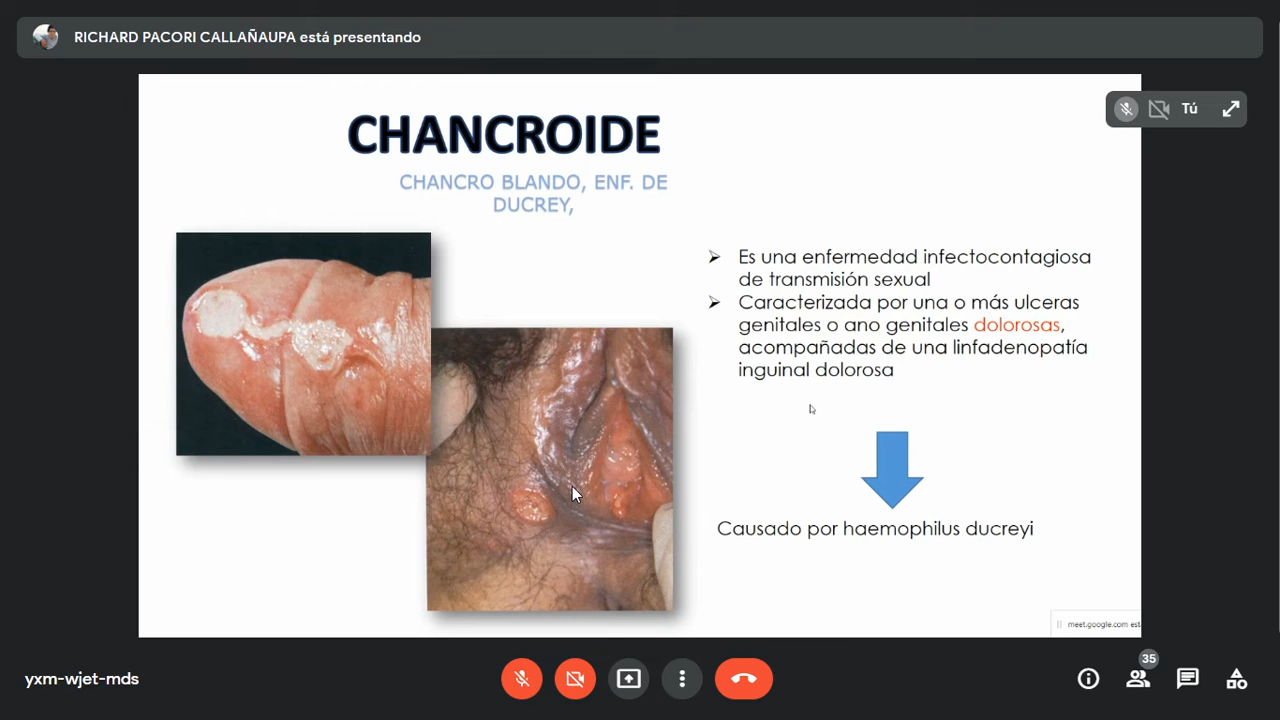 RICHARD PACORI CALLAÑAUPA está presentando
Tú
CHANCROIDE
CHANCRO BLANDO, ENF. DE
DUCREY,
➢ Es una enfermedad infectocontagiosa
de transmisión sexual
➢ Caracterizada por una o más ulceras
genitales o ano genitales dolorosas,
acompañadas de una linfadenopatía
inguinal dolorosa
Causado por haemophilus ducreyi
meet.google.com est
yxm-wjet-mds
35